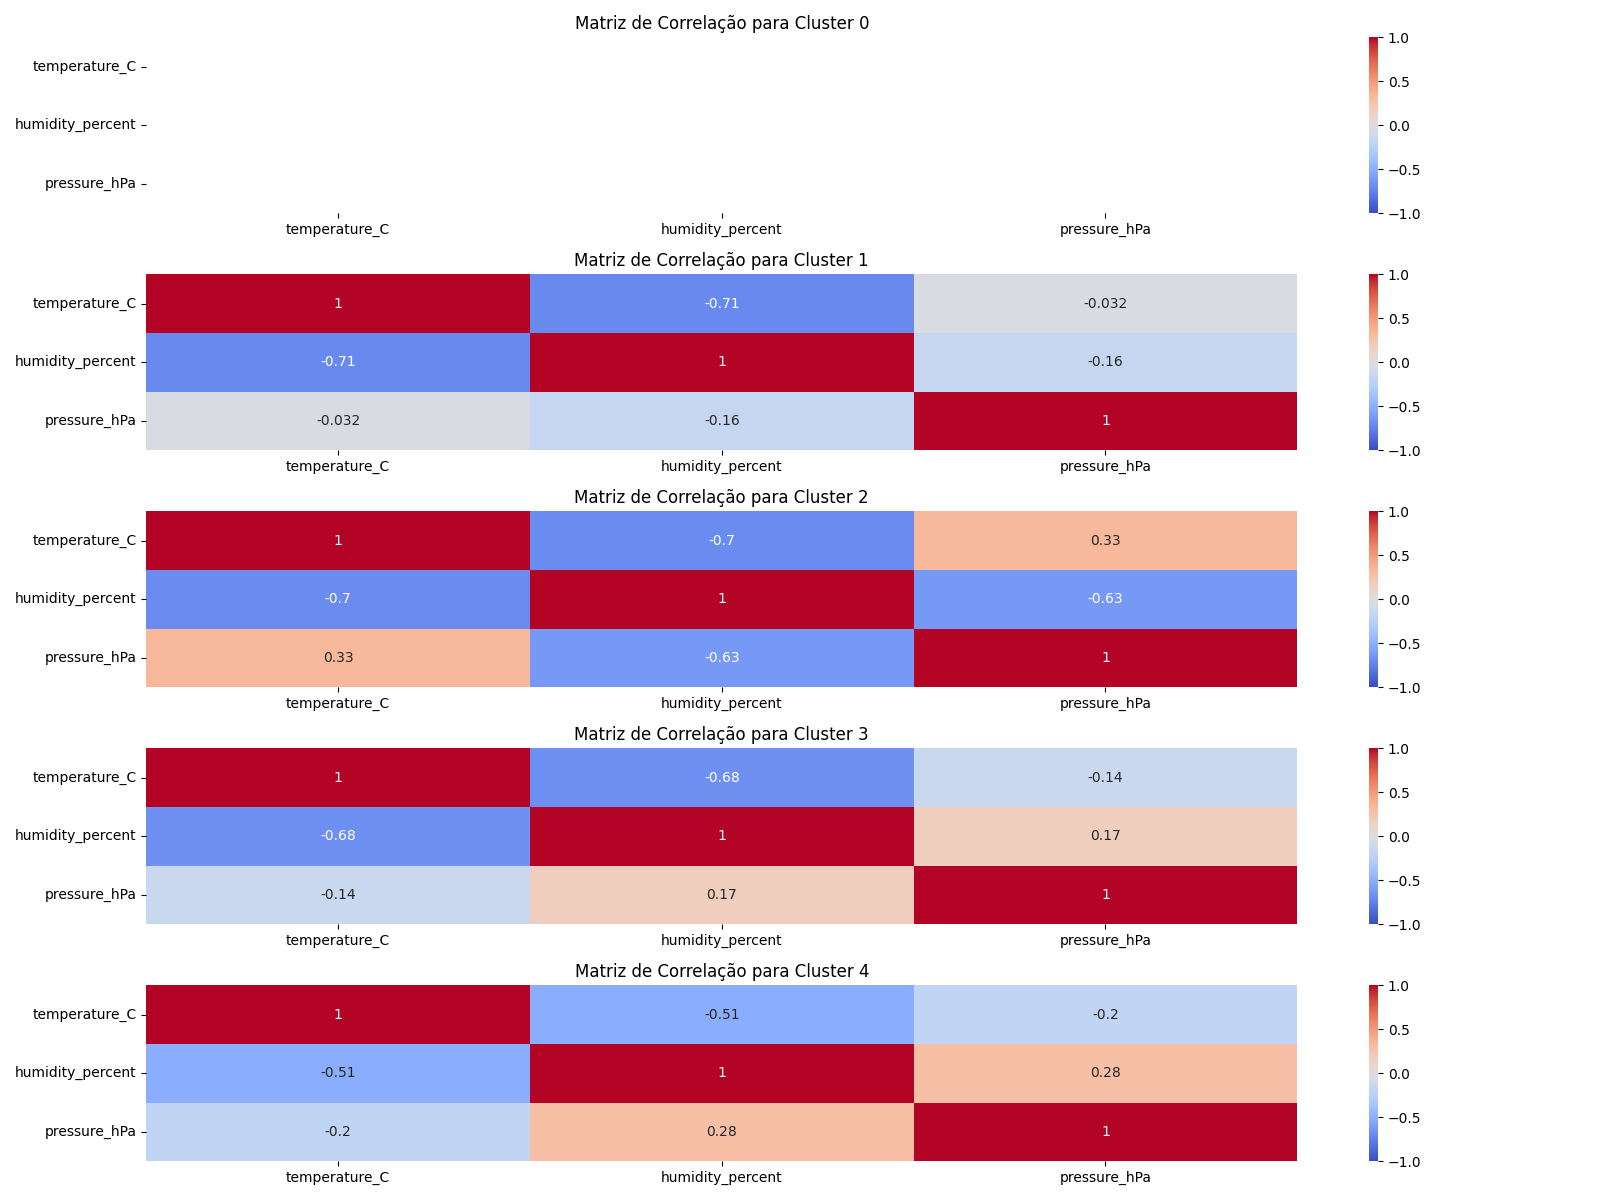 Matriz de Correlação para Cluster 0
temperature_C
humidity_percent
pressure_hPa
temperature_C humidity_percent pressure_hPa
1.0
0.5
0.0
−0.5
−1.0
Matriz de Correlação para Cluster 1
temperature_C 1 -0.71 -0.032
humidity_percent -0.71 1 -0.16
pressure_hPa -0.032 -0.16 1
temperature_C humidity_percent pressure_hPa
1.0
0.5
0.0
−0.5
−1.0
Matriz de Correlação para Cluster 2
temperature_C 1 -0.7 0.33
humidity_percent -0.7 1 -0.63
pressure_hPa 0.33 -0.63 1
temperature_C humidity_percent pressure_hPa
1.0
0.5
0.0
−0.5
−1.0
Matriz de Correlação para Cluster 3
temperature_C 1 -0.68 -0.14
humidity_percent -0.68 1 0.17
pressure_hPa -0.14 0.17 1
temperature_C humidity_percent pressure_hPa
1.0
0.5
0.0
−0.5
−1.0
Matriz de Correlação para Cluster 4
temperature_C 1 -0.51 -0.2
humidity_percent -0.51 1 0.28
pressure_hPa -0.2 0.28 1
temperature_C humidity_percent pressure_hPa
1.0
0.5
0.0
−0.5
−1.0